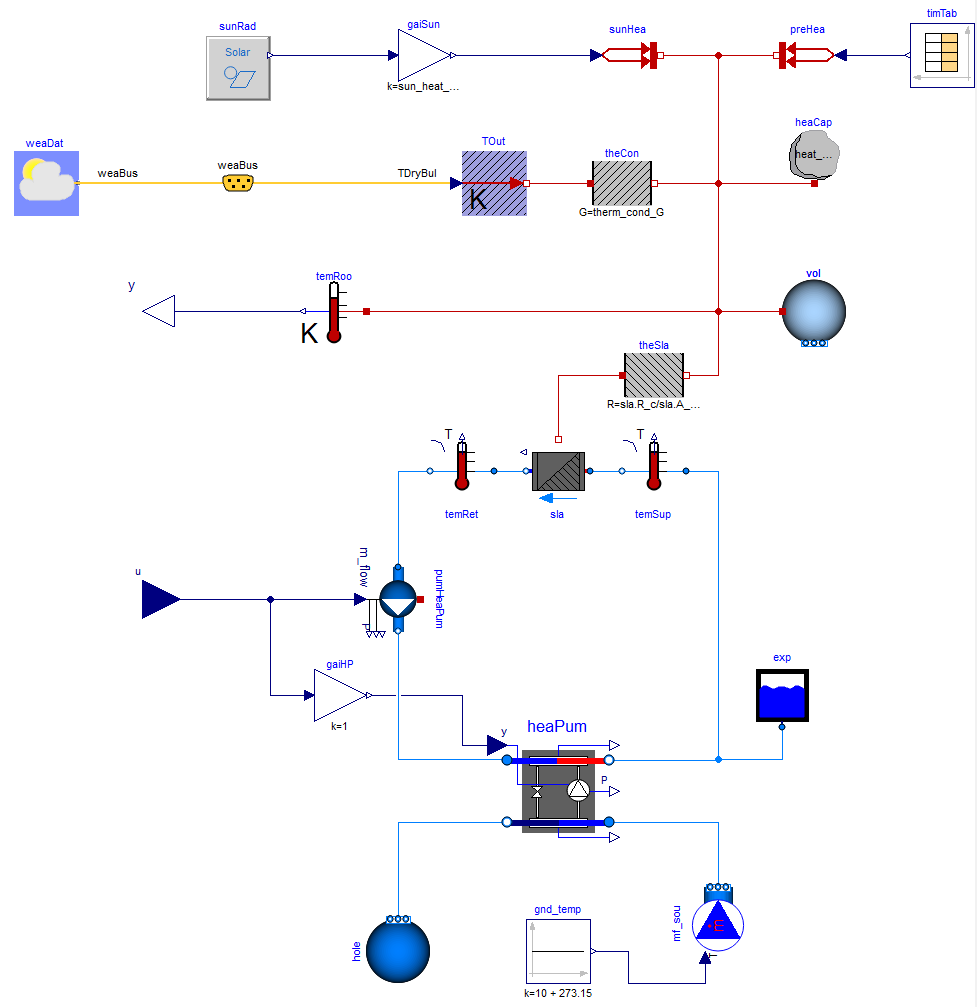 timTab
sunRad
gaiSun
sunHea
preHea
Solar
k=sun_heat_...
heaCap
weaDat
weaBus
TOut
theCon
weaBus
TDryBul
heat_...
K
G=therm_cond_G
vol
temRoo
y
K
theSla
R=sla.R_c/sla.A_...
T
T
temRet
sla
temSup
m_flow
pumHeaPum
u
P
gaiHP
exp
k=1
heaPum
y
P
gnd_temp
mf_sou
ṁ
hole
T
k=10 + 273.15